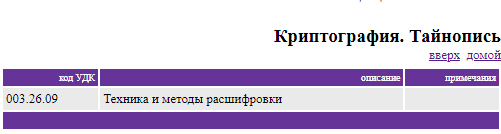 Криптография. Тайнопись
вверх домой
код УДК описание примечания
003.26.09 Техника и методы расшифровки